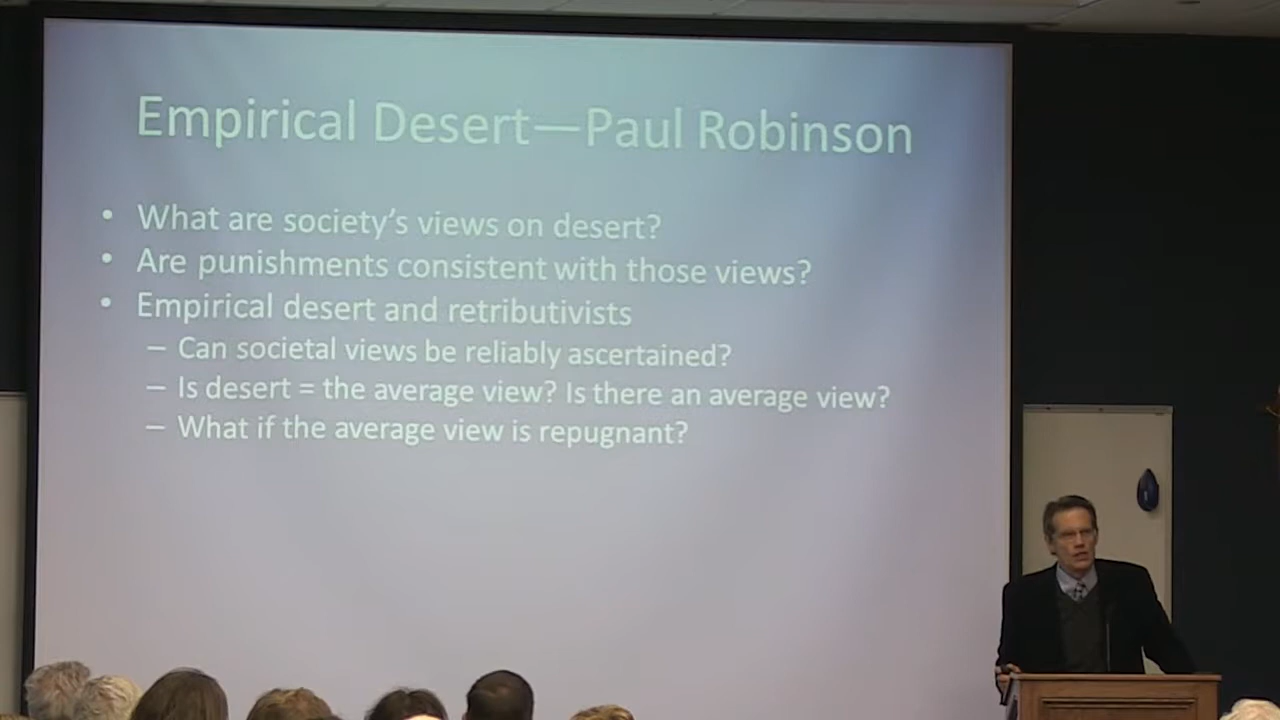 Empirical Desert—Paul Robinson
• What are society's views on desert?
• Are punishments consistent with those views?
• Empirical desert and retributivists
– Can societal views be reliably ascertained?
– Is desert = the average view? Is there an average view?
– What if the average view is repugnant?